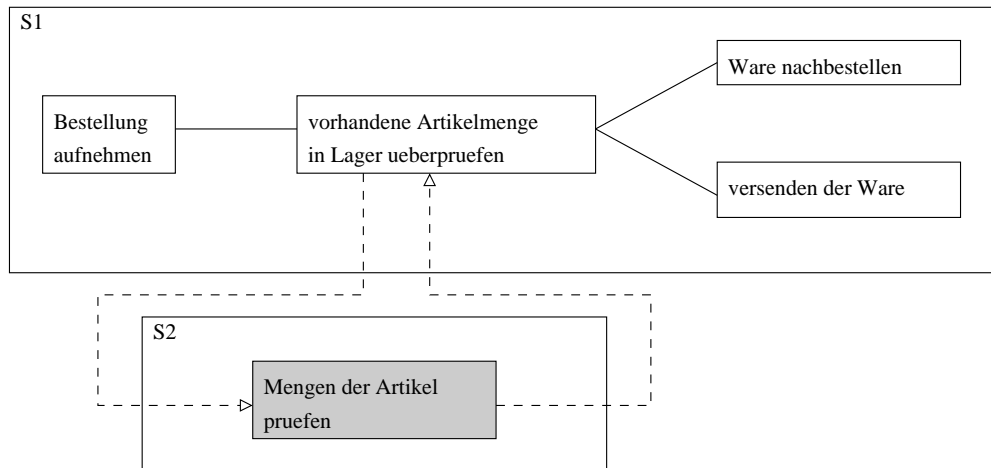 S1
Ware nachbestellen
Bestellung
aufnehmen
vorhandene Artikelmenge
in Lager ueberpruefen
versenden der Ware
S2
Mengen der Artikel
pruefen